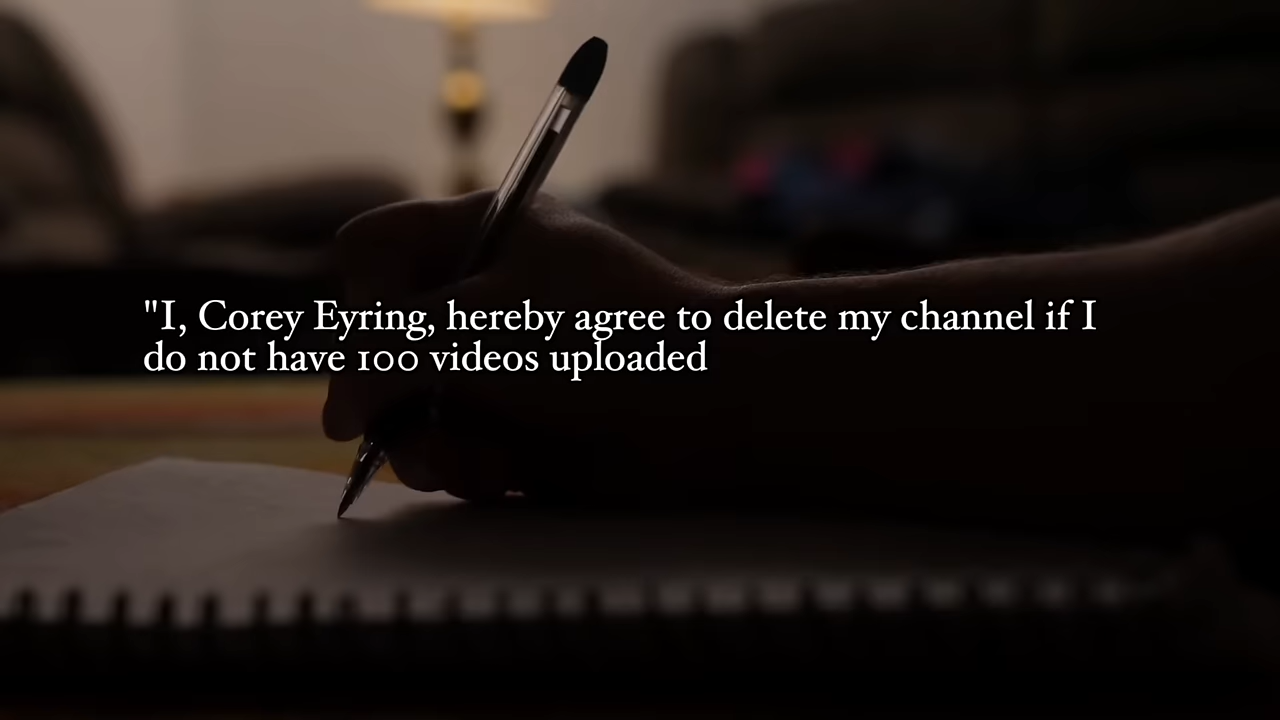 "I, Corey Eyring, hereby agree to delete my channel if I
do not have 100 videos uploaded